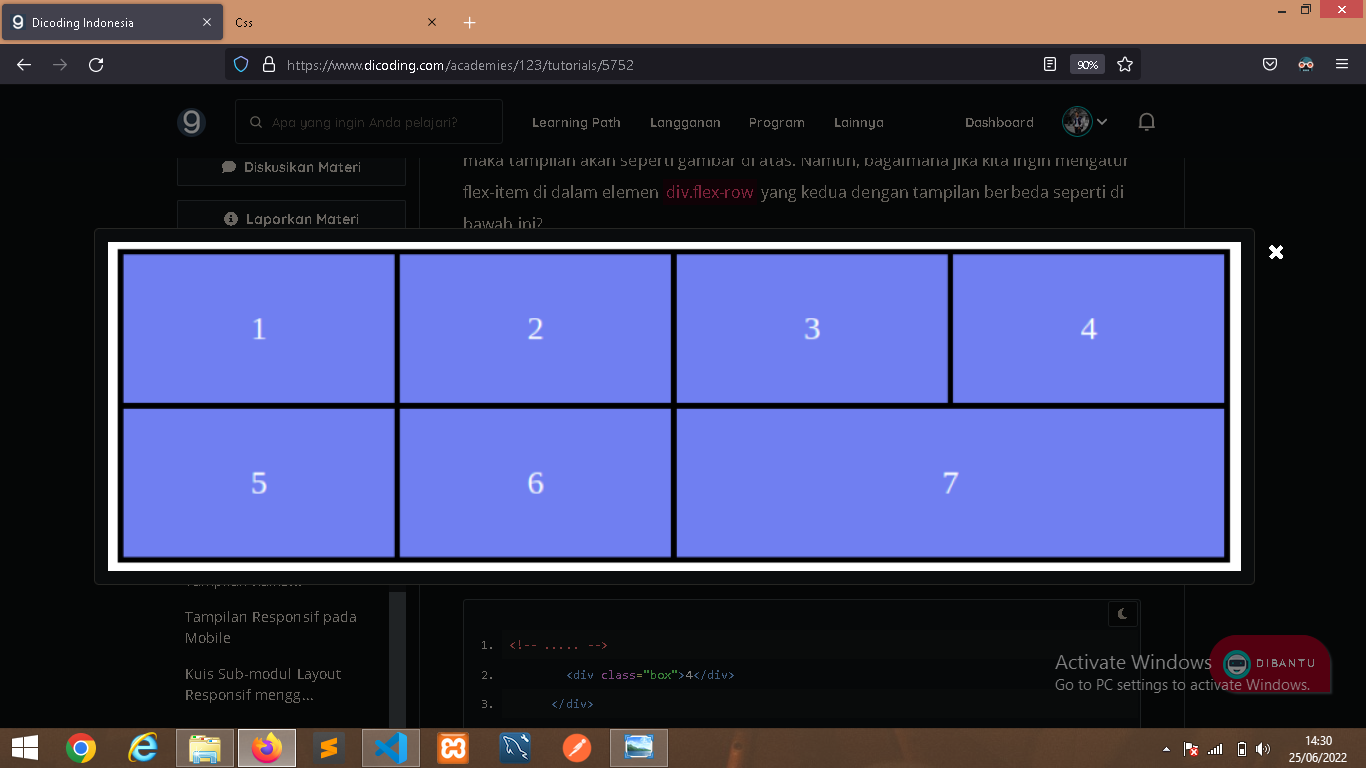 Dicoding Indonesia
Css
https://www.dicoding.com/academies/123/tutorials/5752
90%
Apa yang ingin Anda pelajari?
Learning Path
Langganan
Program
Lainnya
Dashboard
Diskusikan Materi
Laporkan Materi
maka tampilan akan seperti gambar di atas. Namun, bagaimana jika kita ingin mengatur
flex-item di dalam elemen div.flex-row yang kedua dengan tampilan berbeda seperti di
bawah ini?
1
2
3
4
5
6
7
Tampilan Responsif pada
Mobile
Kuis Sub-modul Layout
Responsif mengg...
1. <!-- ..... -->
2. <div class="box">4</div>
3. </div>
DIBANTU
Activate Windows
Go to PC settings to activate Windows.
14:30
25/06/2022